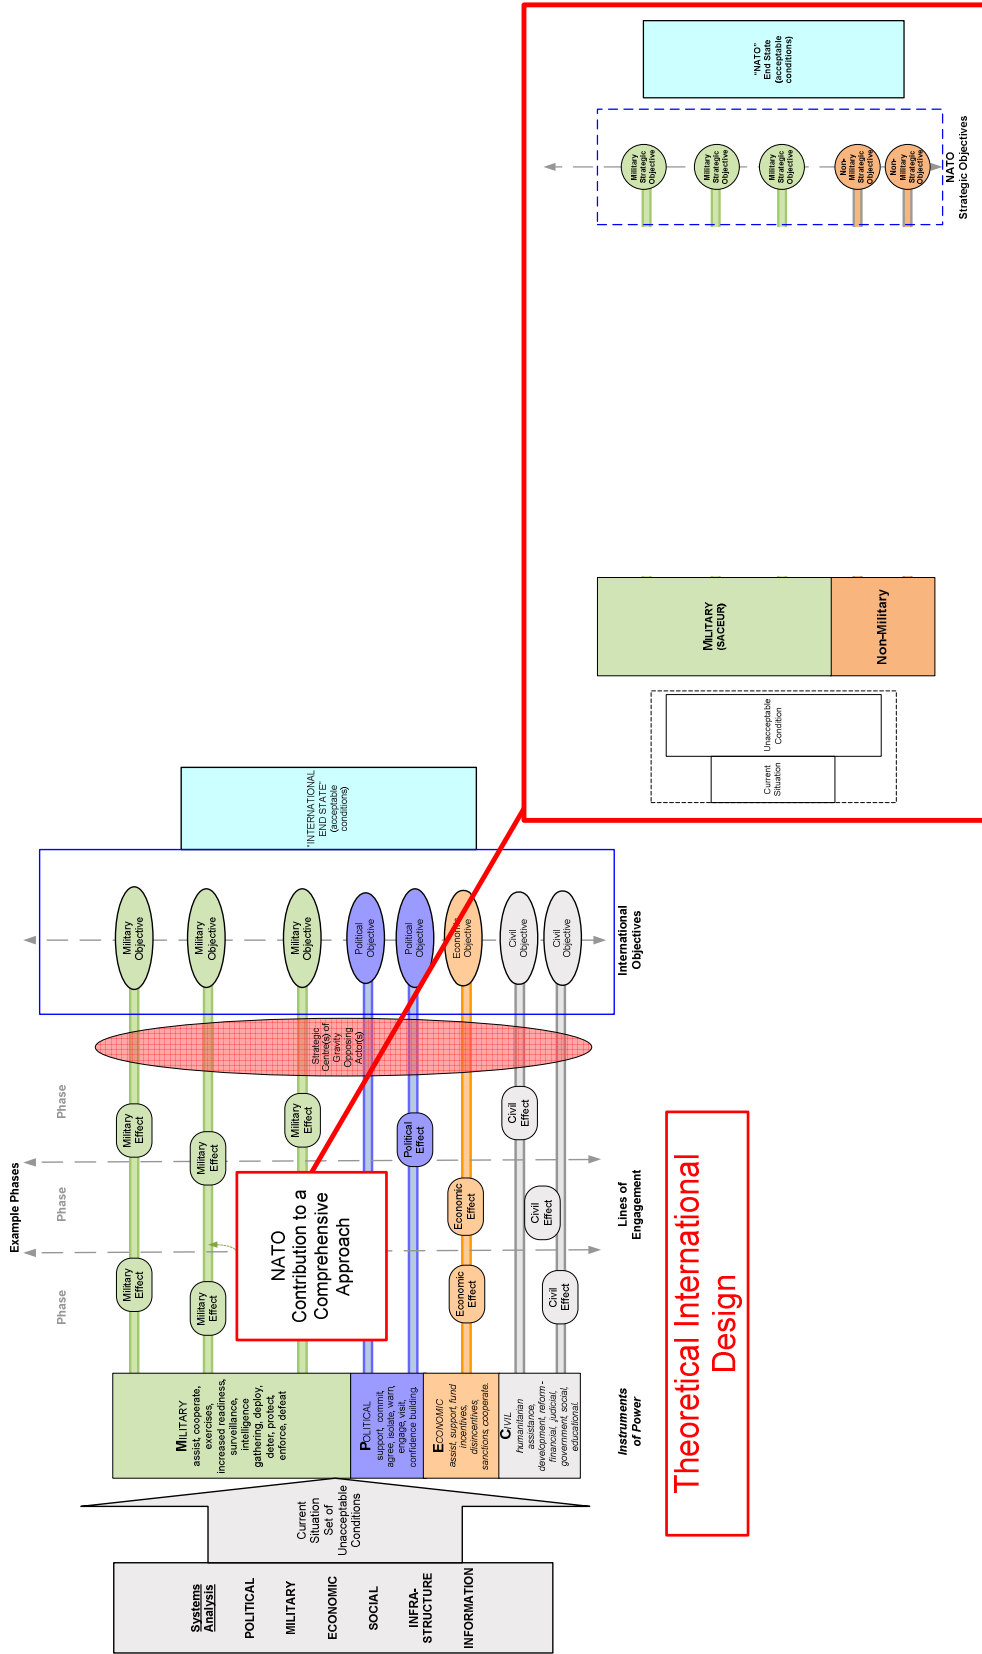 Example Phases
Phase
Phase
Phase
Systems
Analysis
POLITICAL
MILITARY
ECONOMIC
SOCIAL
INFRA-
STRUCTURE
INFORMATION
Current
Situation
Set of
Unacceptable
Conditions
MILITARY
assist, cooperate,
exercises,
increased readiness,
surveillance,
intelligence
gathering, deploy,
deter, protect,
enforce, defeat
POLITICAL
support, commit,
agree, isolate, warn,
engage, visit,
confidence building.
ECONOMIC
assist, support, fund
incentives,
disincentives,
sanctions, cooperate.
CIVIL
humanitarian
assistance,
development, reform -
financial, judicial,
government, social,
educational.
Instruments
of Power
Military
Effect
Military
Effect
Military
Effect
Military
Effect
Military
Effect
NATO
Contribution to a
Comprehensive
Approach
Political
Effect
Economic
Effect
Economic
Effect
Civil
Effect
Civil
Effect
Civil
Effect
Lines of
Engagement
Strategic
Centre(s) of
Gravity
Opposing
Actor(s)
Military
Objective
Military
Objective
Military
Objective
Political
Objective
Political
Objective
Economic
Objective
Civil
Objective
Civil
Objective
International
Objectives
"INTERNATIONAL
END STATE"
(acceptable
conditions)
Theoretical International
Design
Current
Situation
Unacceptable
Condition
MILITARY
(SACEUR)
Non-Military
Military
Strategic
Objective
Military
Strategic
Objective
Military
Strategic
Objective
Non-
Military
Strategic
Objective
Non-
Military
Strategic
Objective
NATO
Strategic Objectives
"NATO"
End State
(acceptable
conditions)